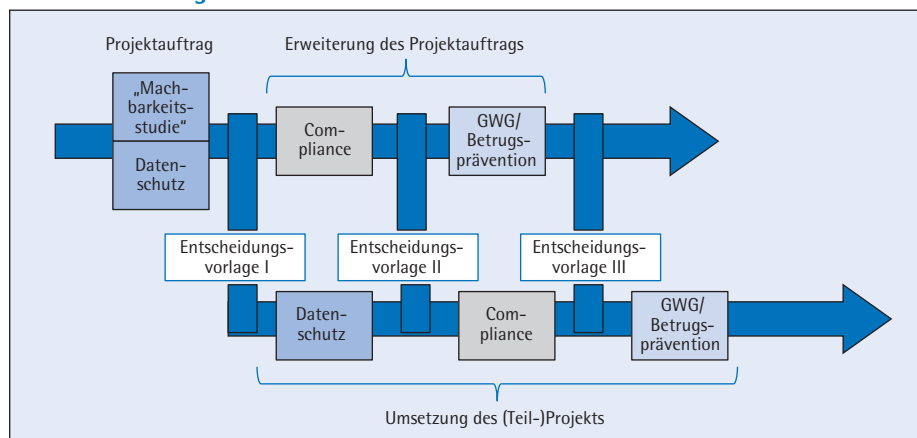 Projektauftrag
Erweiterung des Projektauftrags
„Mach-
barkeits-
studie“
Daten-
schutz
Com-
pliance
GWG/
Betrugs-
prävention
Entscheidungs-
vorlage I
Entscheidungs-
vorlage II
Entscheidungs-
vorlage III
Daten-
schutz
Com-
pliance
GWG/
Betrugs-
prävention
Umsetzung des (Teil-)Projekts